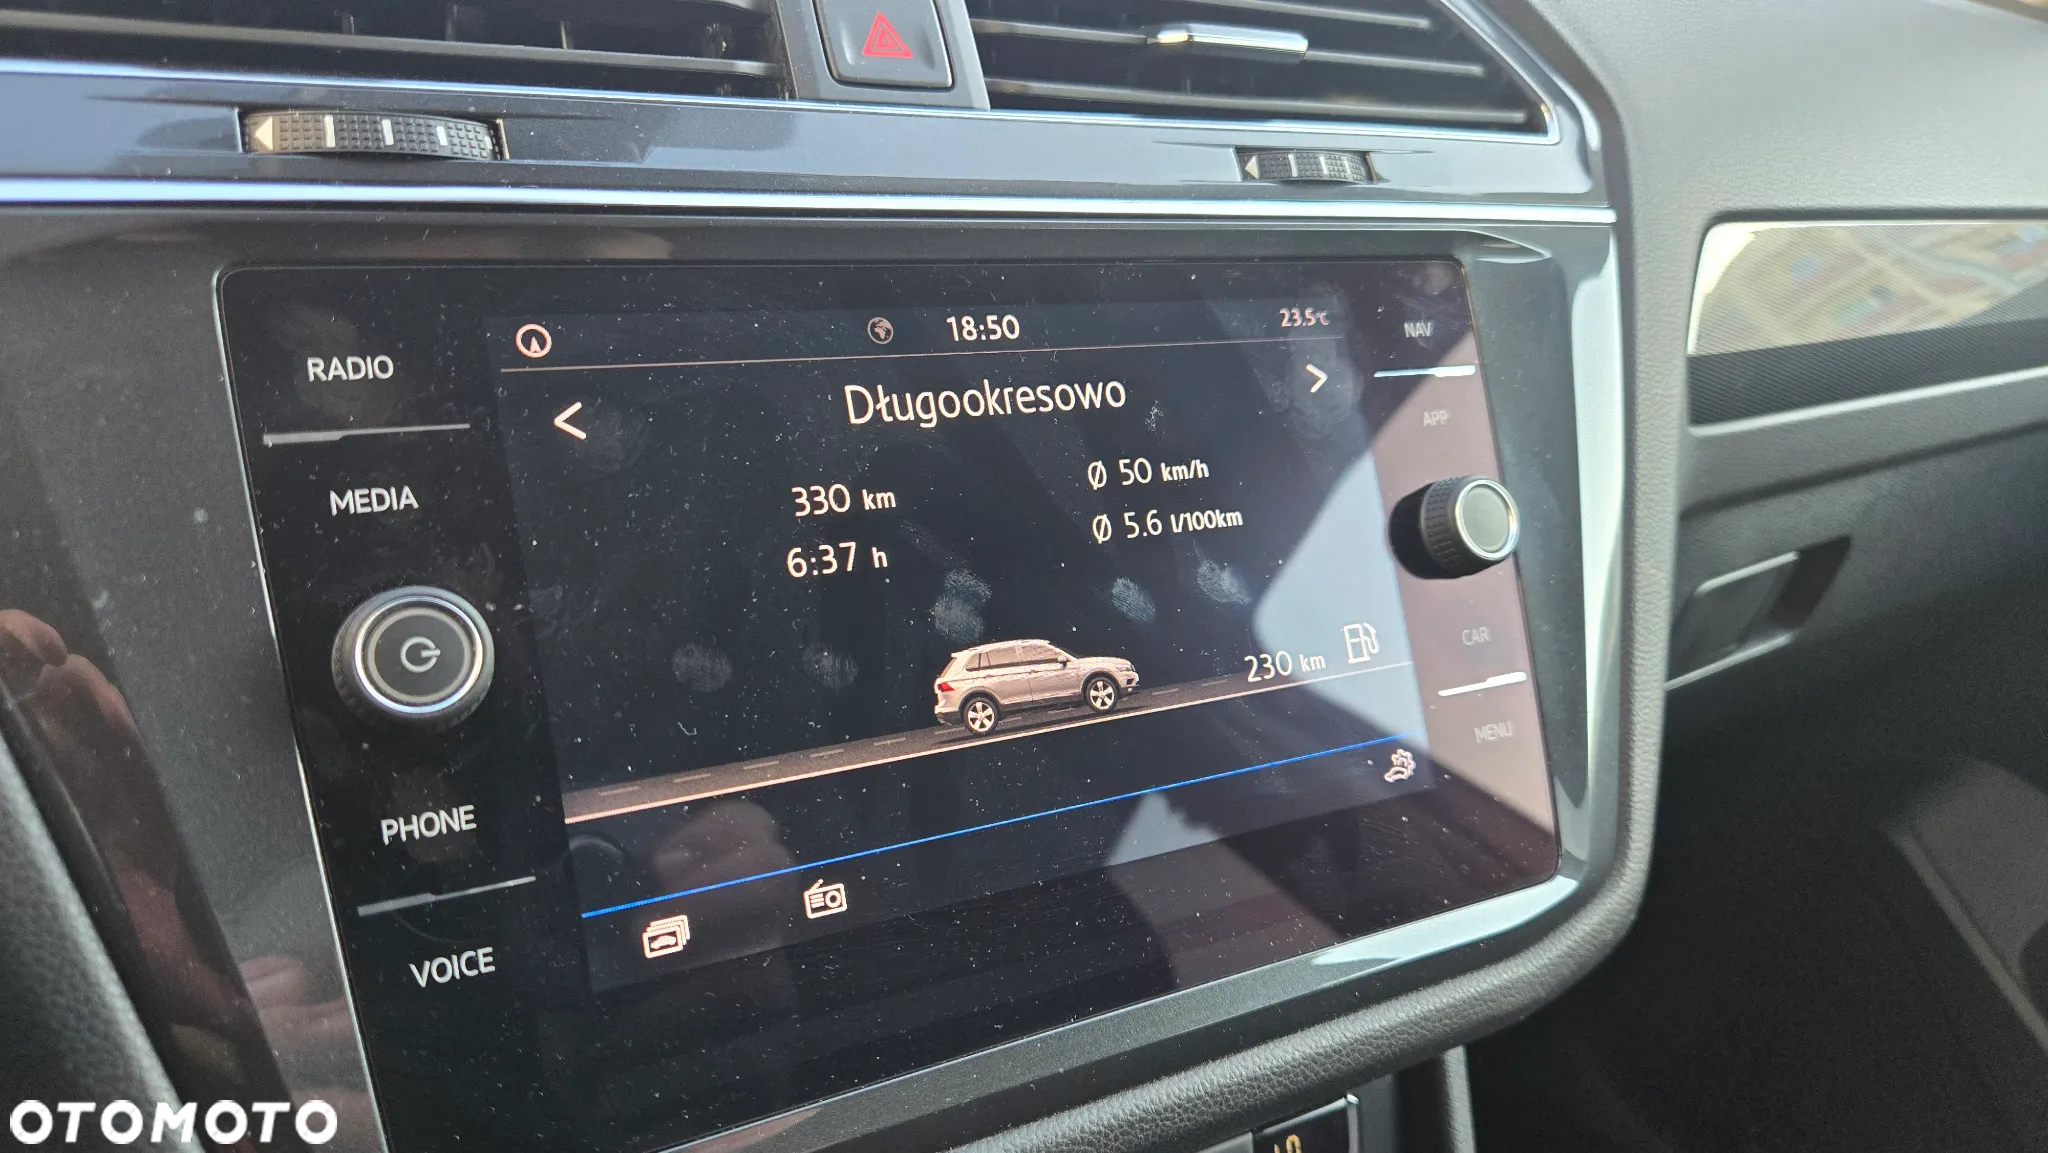 RADIO
MEDIA
PHONE
VOICE
18:50
23.5°C
Długookresowo
330 km
6:37 h
Ø 50 km/h
Ø 5.6 l/100km
230 km
NAV
APP
CAR
MENU
LO
OTOMOTO